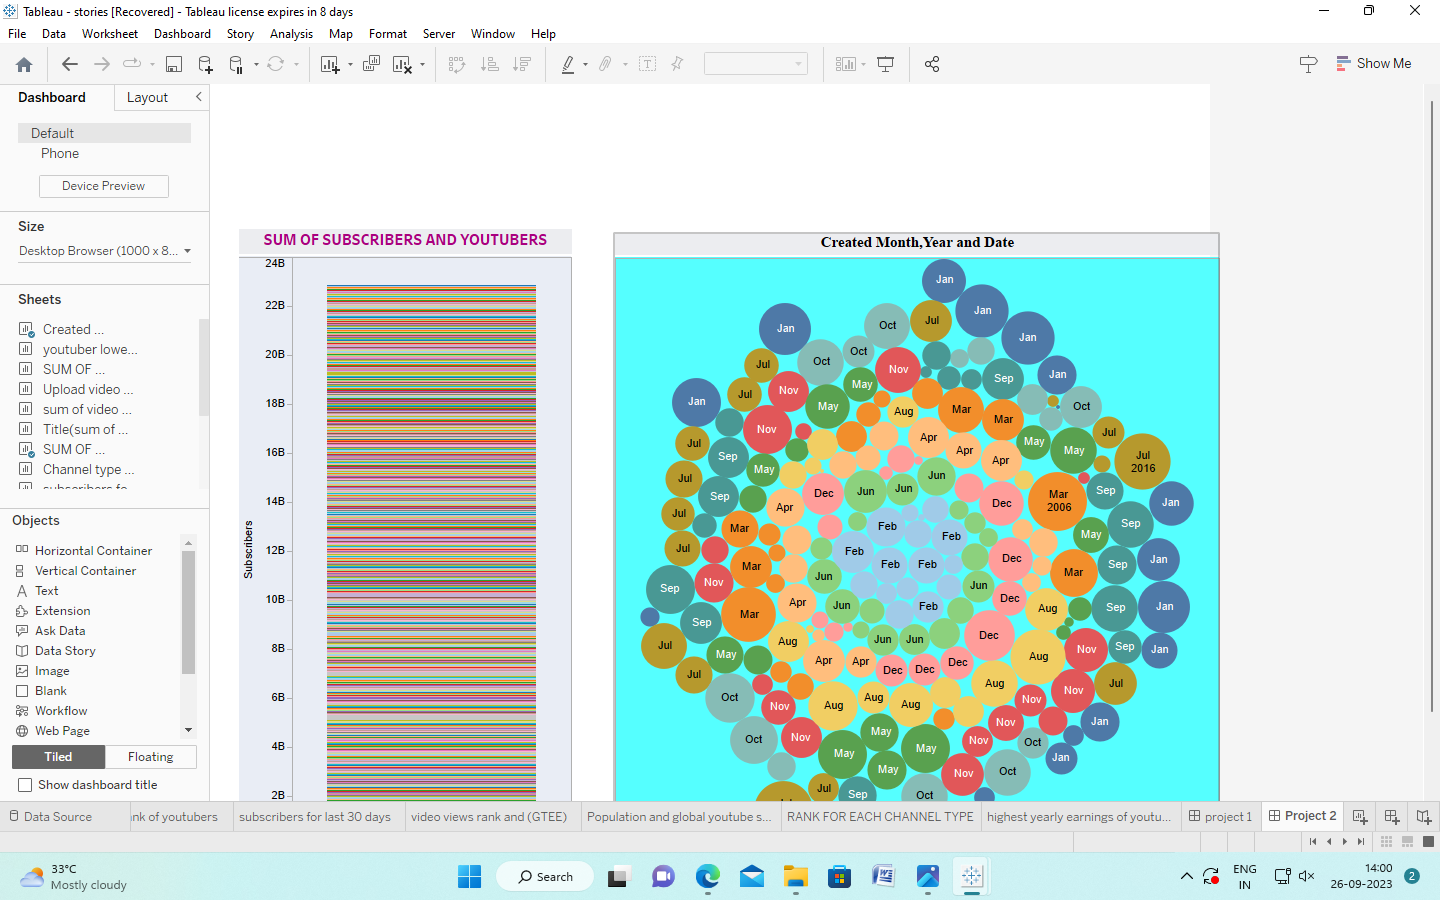 Tableau - stories [Recovered] - Tableau license expires in 8 days
File Data Worksheet Dashboard Story Analysis Map Format Server Window Help
Show Me
Dashboard Layout
Default
Phone
Device Preview
Size
Desktop Browser (1000 x 8...
Sheets
Created ...
youtuber lowe...
SUM OF ...
Upload video ...
sum of video ...
Title(sum of ...
SUM OF ...
Channel type ...
subscribers fo
Objects
Horizontal Container
Vertical Container
Text
Extension
Ask Data
Data Story
Image
Blank
Workflow
Web Page
Tiled Floating
Show dashboard title
SUM OF SUBSCRIBERS AND YOUTUBERS
24B
22B
20B
18B
16B
14B
12B
10B
8B
6B
4B
2B
Subscribers
Created Month,Year and Date
Jan
Jan
Jan Oct Jul
Jan
Oct Oct
Jul Nov Sep Jan
Jul Nov May
Jan May Aug Mar Mar Oct
Nov Apr Jul
Jul Sep May Apr Apr May May Jul
2016
Jul Sep Apr Dec Jun Jun Jun Dec Mar
2006 Sep Jan
Jul Mar Feb Feb May Sep
Jul Mar Feb Feb Feb Dec Mar Sep Jan
Sep Nov Jun Jun Dec
Sep Mar Apr Jun Feb Aug Sep Jan
Jul May Aug Jun Jun Dec Aug Nov Sep Jan
Jul Apr Apr Dec Dec Dec
Oct Nov Aug Aug Aug Aug Nov Nov Jul
Oct Nov May May May Nov Nov Oct Jan
May Nov Oct Jan
Jul Sep Oct
Data Source nk of youtubers subscribers for last 30 days video views rank and (GTEE) Population and global youtube s... RANK FOR EACH CHANNEL TYPE highest yearly earnings of youtu... project 1 Project 2
33°C
Mostly cloudy
Search
ENG
IN
14:00
26-09-2023
2